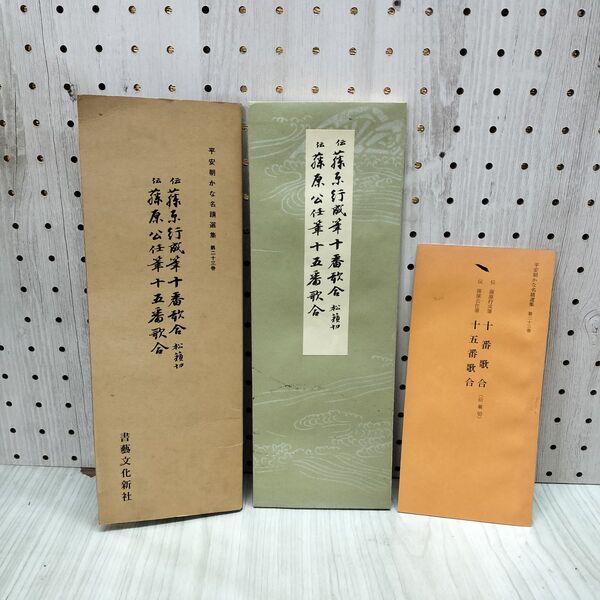 平安朝かな名蹟選集 第二十三巻
伝 藤原行成筆十番歌合 松籟切
伝 藤原公任筆十五番歌合
書藝文化新社
伝 藤原行成筆十番歌合 松籟切
伝 藤原公任筆十五番歌合
平安朝かな名蹟選集 第二十三巻
伝 藤原行成筆 十番歌合
伝 藤原公任筆 十五番歌合